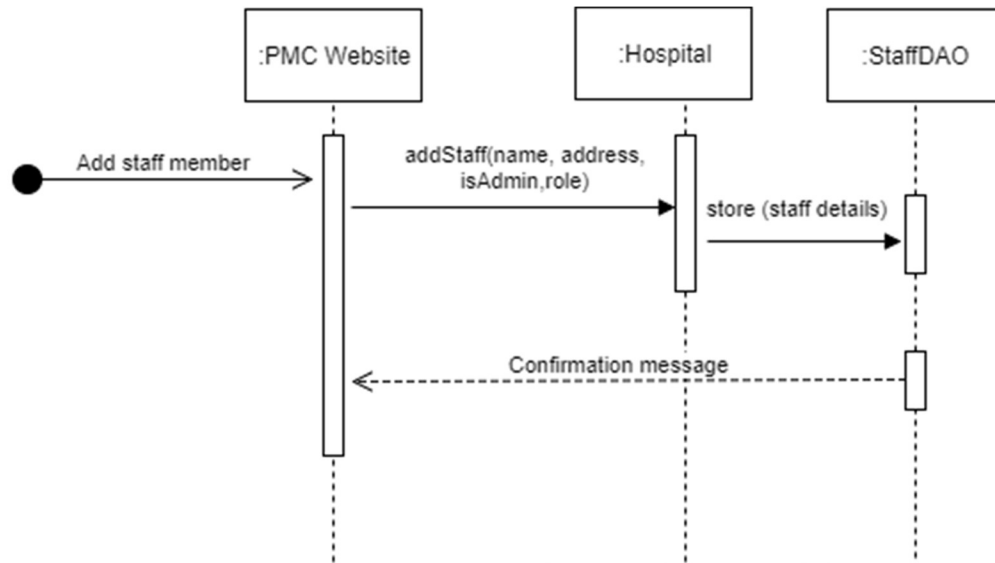 :PMC Website
:Hospital
:StaffDAO
Add staff member
addStaff(name, address,
isAdmin,role)
store (staff details)
Confirmation message